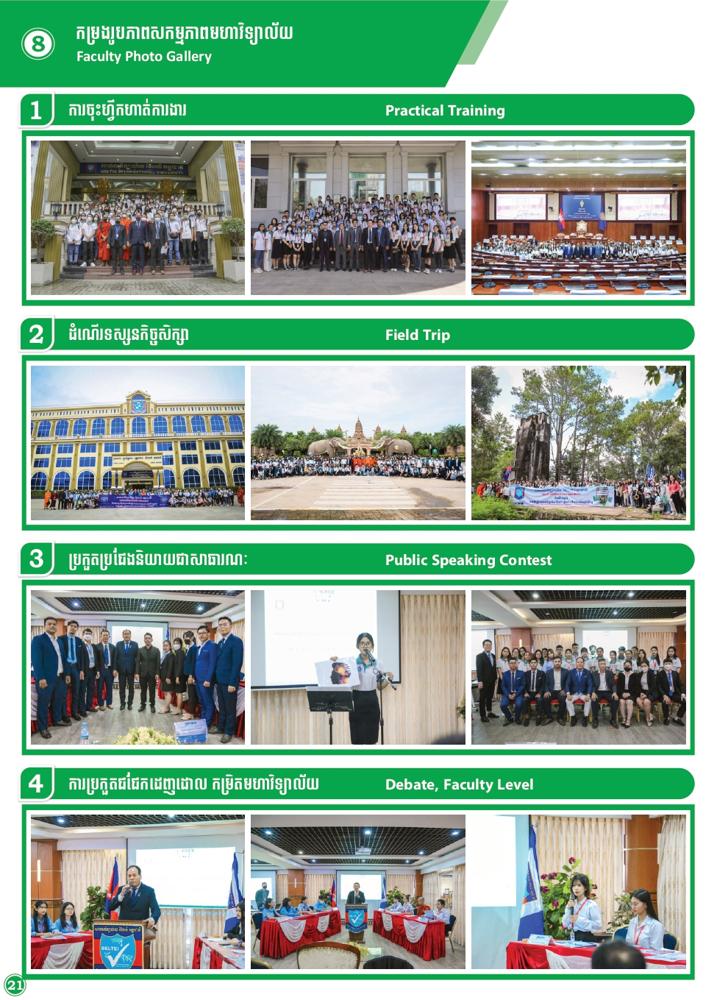 8
កម្រងរូបភាពសកម្មភាពមហាវិទ្យាល័យ
Faculty Photo Gallery
1 ការចុះហ្វឹកហាត់ការងារ Practical Training
2 ដំណើរទស្សនកិច្ចសិក្សា Field Trip
3 ប្រកួតប្រជែងនិយាយជាសាធារណៈ Public Speaking Contest
4 ការប្រកួតជជែកដេញដោល កម្រិតមហាវិទ្យាល័យ Debate, Faculty Level
BELTEI
21